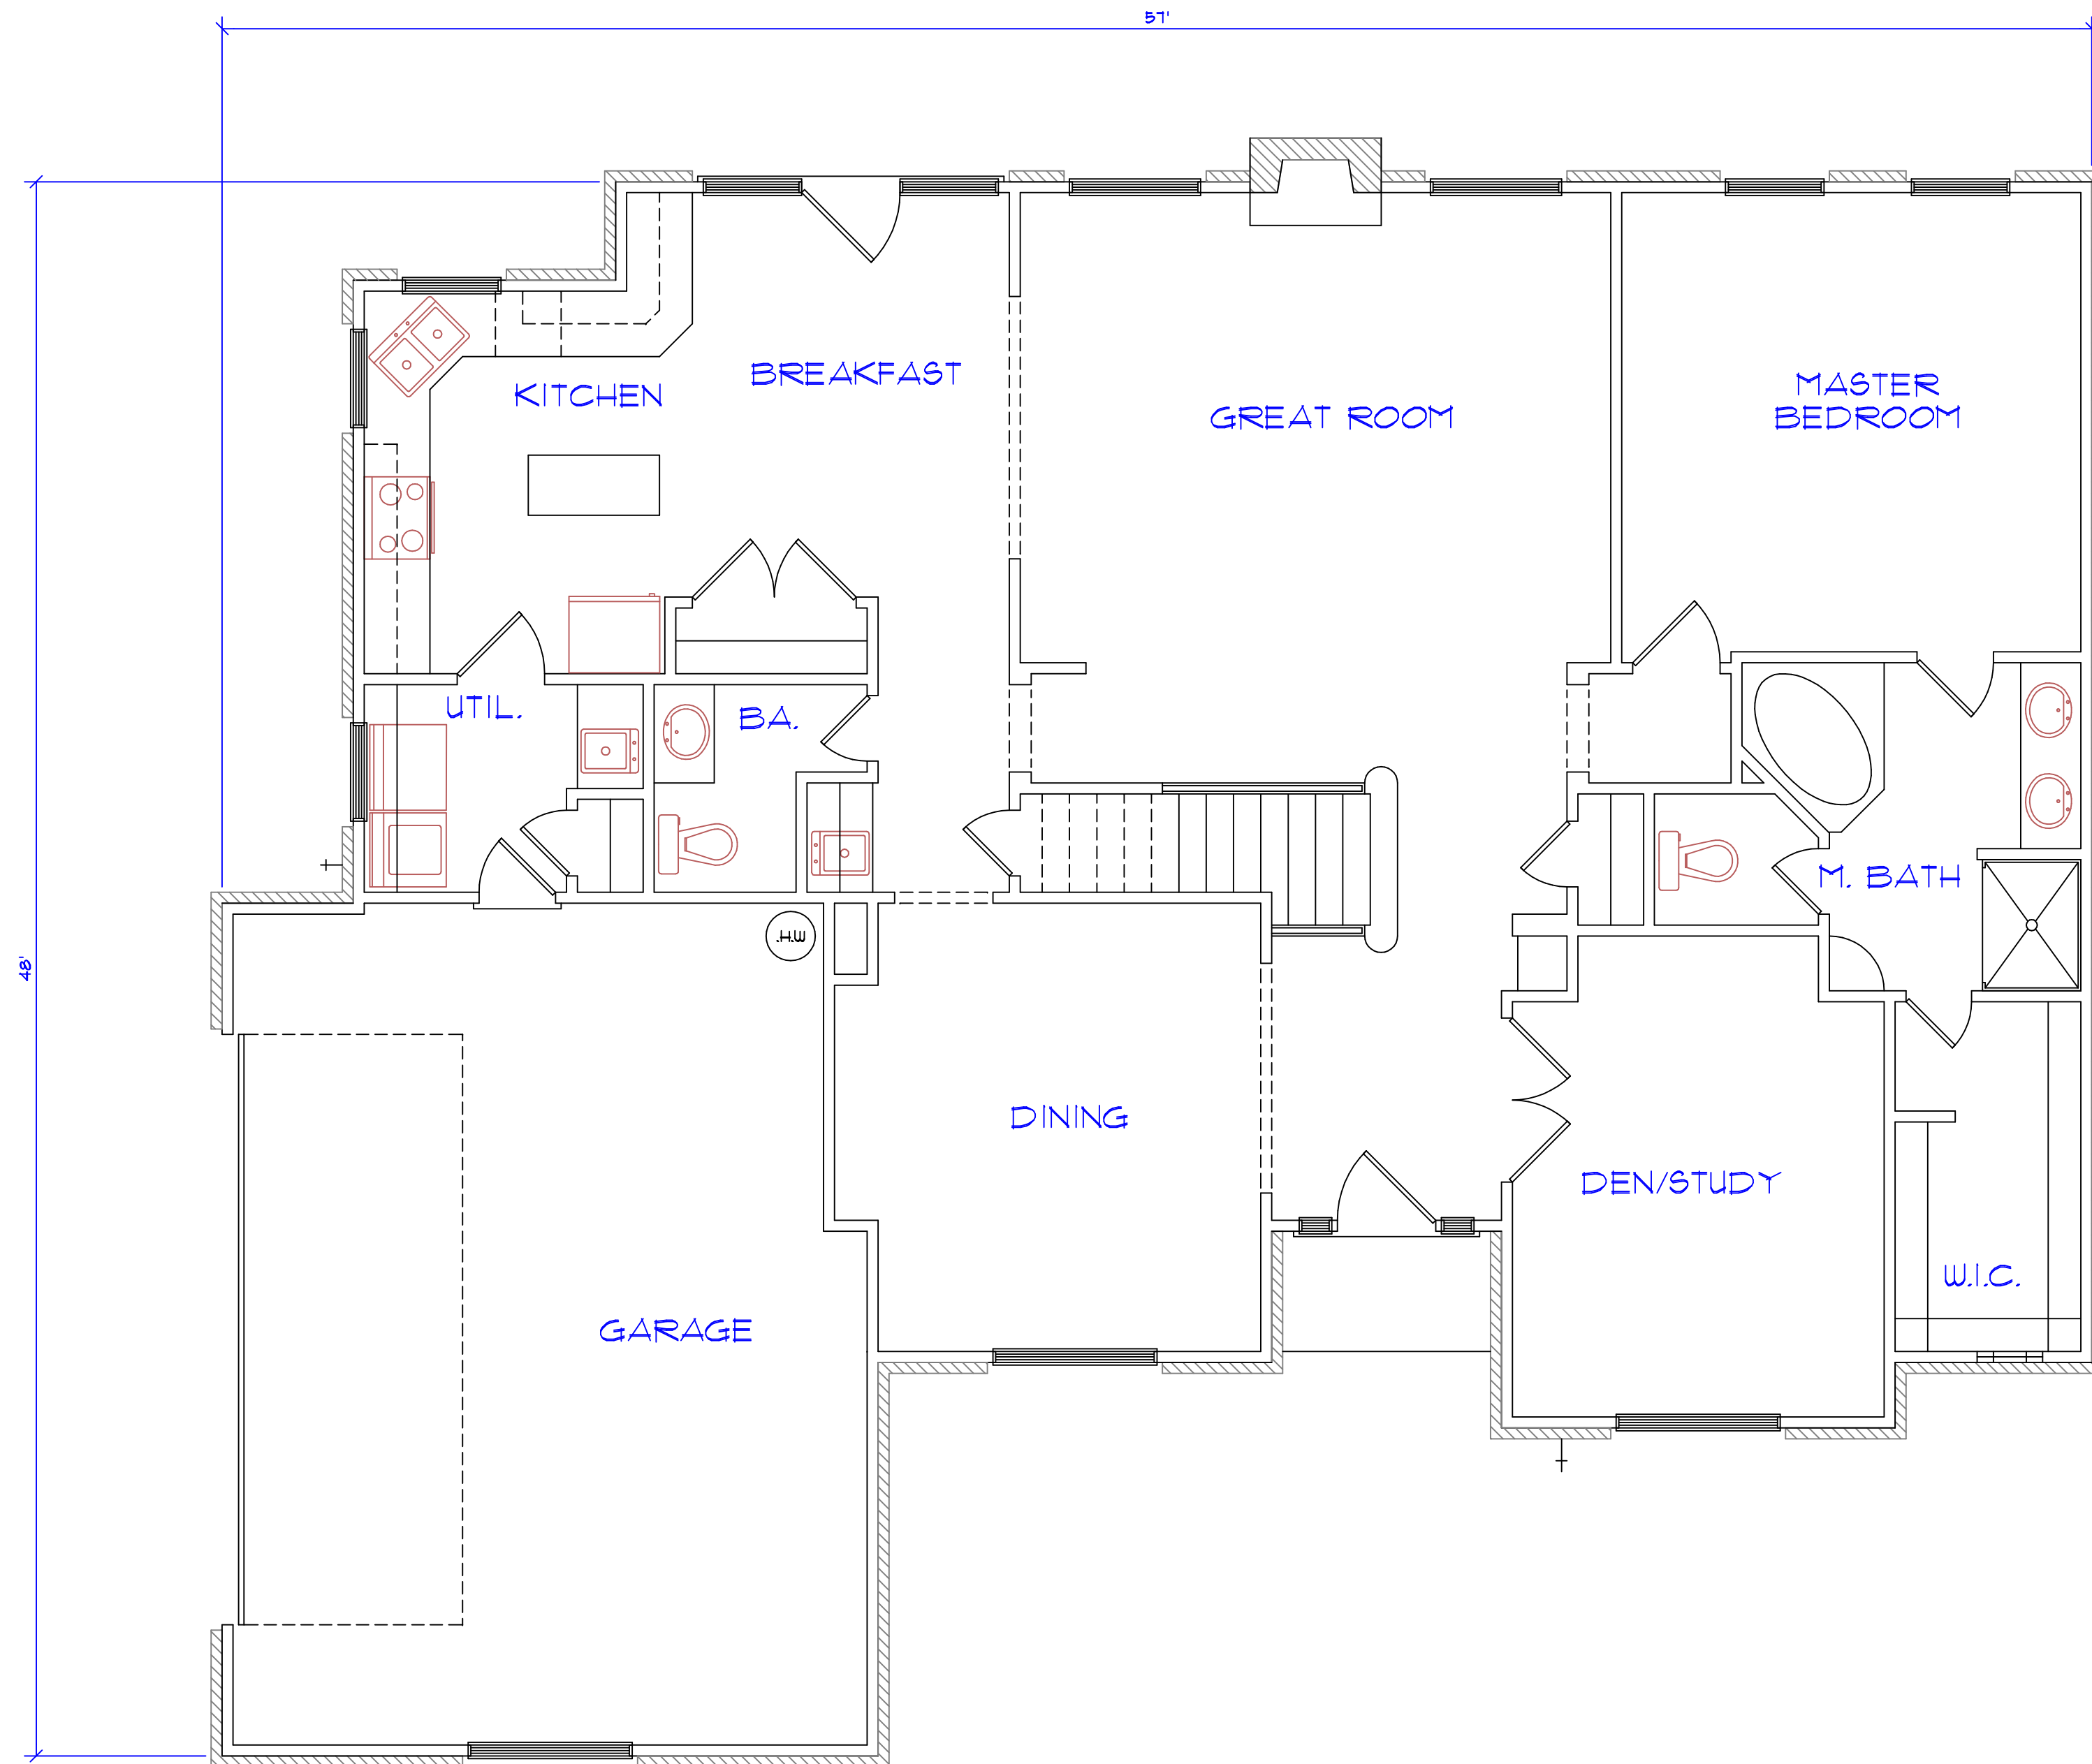 57'
BREAKFAST
KITCHEN
GREAT ROOM
MASTER
BEDROOM
UTIL.
BA.
M. BATH
W.H.
48'
DINING
DEN/STUDY
W.I.C.
GARAGE